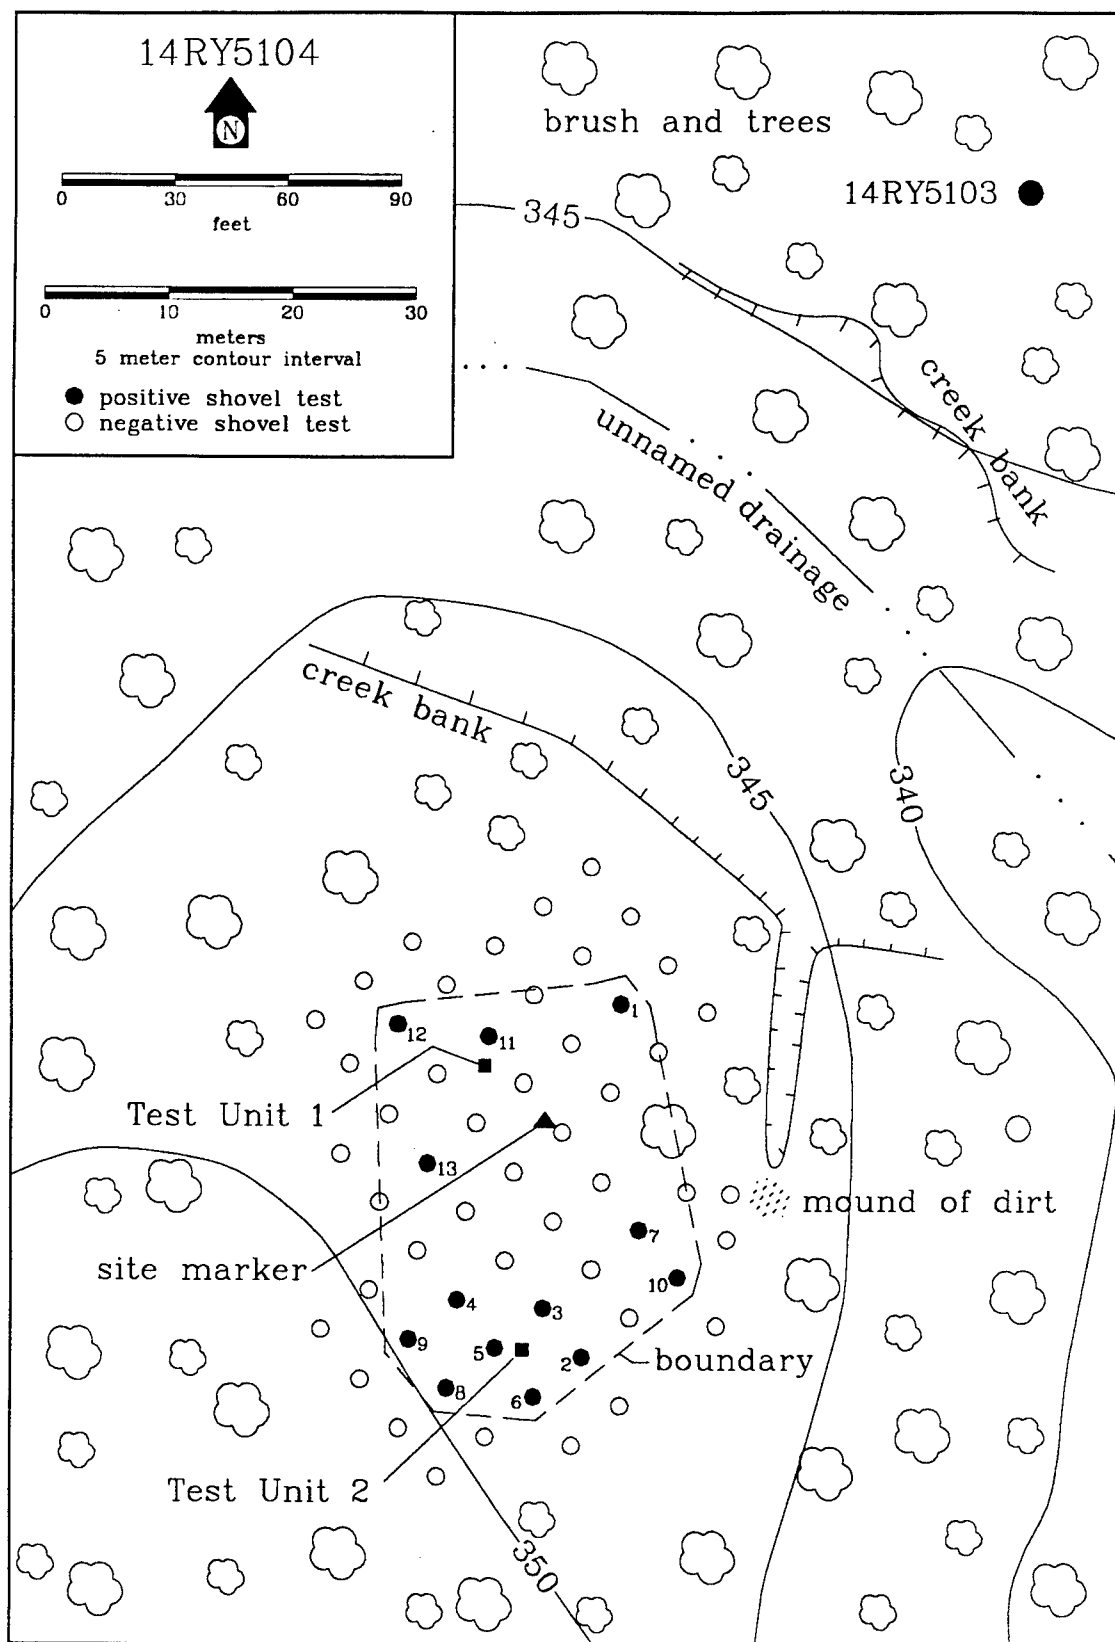 14RY5104
N
0 30 60 90
feet
0 10 20 30
meters
5 meter contour interval
positive shovel test
negative shovel test
brush and trees
14RY5103
345
creek bank
unnamed drainage
creek bank
345
340
1
12
11
Test Unit 1
13
mound of dirt
7
site marker
10
4
3
9
5
2
boundary
8
6
Test Unit 2
350